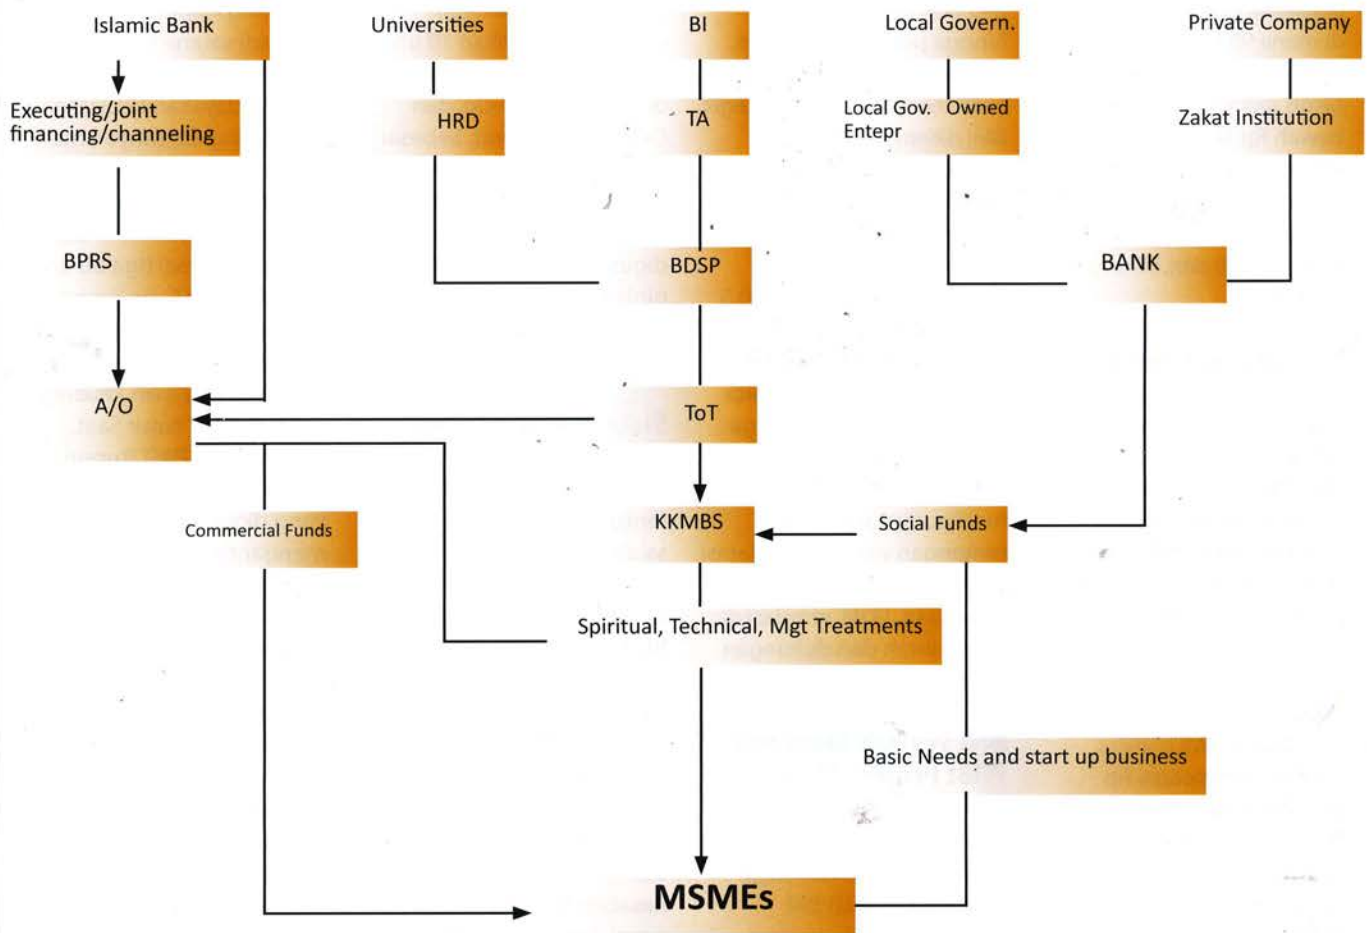 Islamic Bank
Universities
BI
Local Govern.
Private Company
Executing/joint
financing/channeling
HRD
TA
Local Gov. Owned
Entepr
Zakat Institution
BPRS
BDSP
BANK
A/O
ToT
Commercial Funds
KKMBS
Social Funds
Spiritual, Technical, Mgt Treatments
Basic Needs and start up business
MSMEs